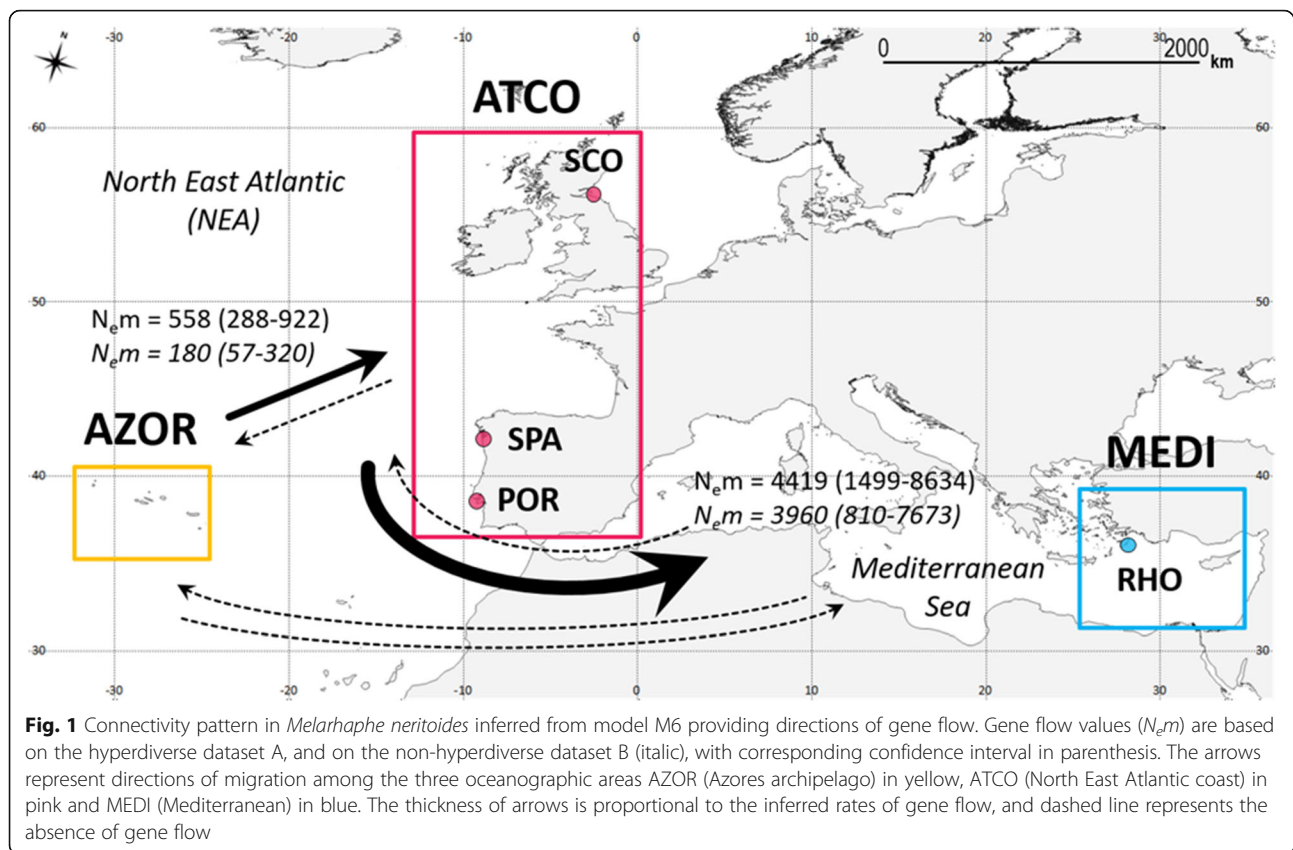 -30 -20 -10 0 10 20 30
N
0 2000 km
ATCO
60 60
SCO
North East Atlantic
(NEA)
50 50
Nₑm = 558 (288-922)
Nₑm = 180 (57-320)
AZOR
SPA
MEDI
40 40
POR
Nₑm = 4419 (1499-8634)
Nₑm = 3960 (810-7673)
Mediterranean
Sea
RHO
30 30
-30 -20 -10 0 10 20 30
Fig. 1 Connectivity pattern in Melarhaphe neritoides inferred from model M6 providing directions of gene flow. Gene flow values (Nₑm) are based
on the hyperdiverse dataset A, and on the non-hyperdiverse dataset B (italic), with corresponding confidence interval in parenthesis. The arrows
represent directions of migration among the three oceanographic areas AZOR (Azores archipelago) in yellow, ATCO (North East Atlantic coast) in
pink and MEDI (Mediterranean) in blue. The thickness of arrows is proportional to the inferred rates of gene flow, and dashed line represents the
absence of gene flow